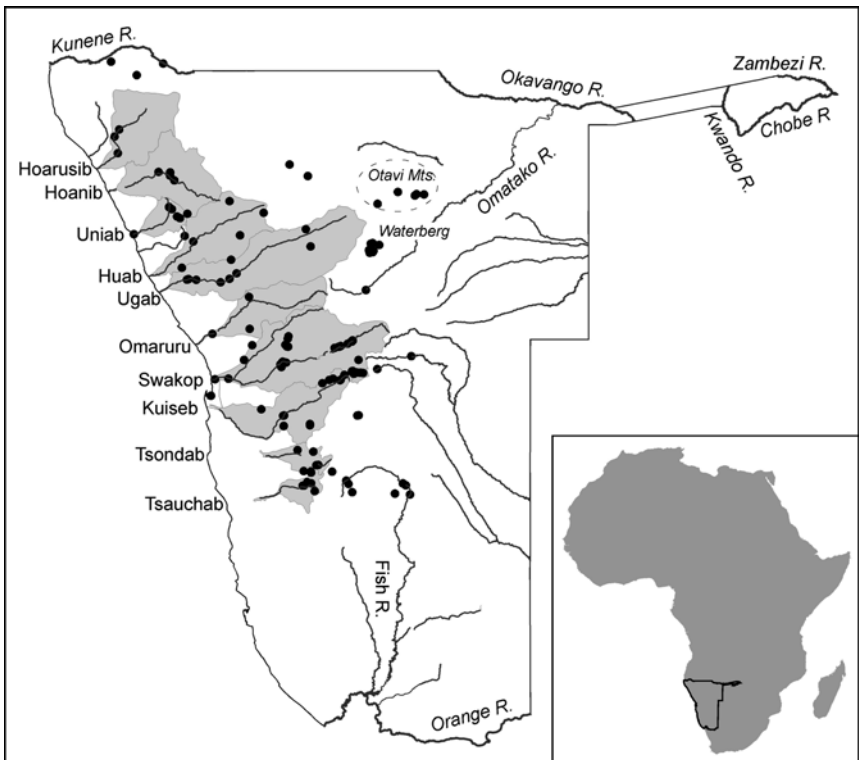 Kunene R.
Zambezi R.
Okavango R.
Kwando R.
Chobe R
Hoarusib
Hoanib
Otavi Mts.
Omatako R.
Uniab
Waterberg
Huab
Ugab
Omaruru
Swakop
Kuiseb
Tsondab
Tsauchab
Fish R.
Orange R.